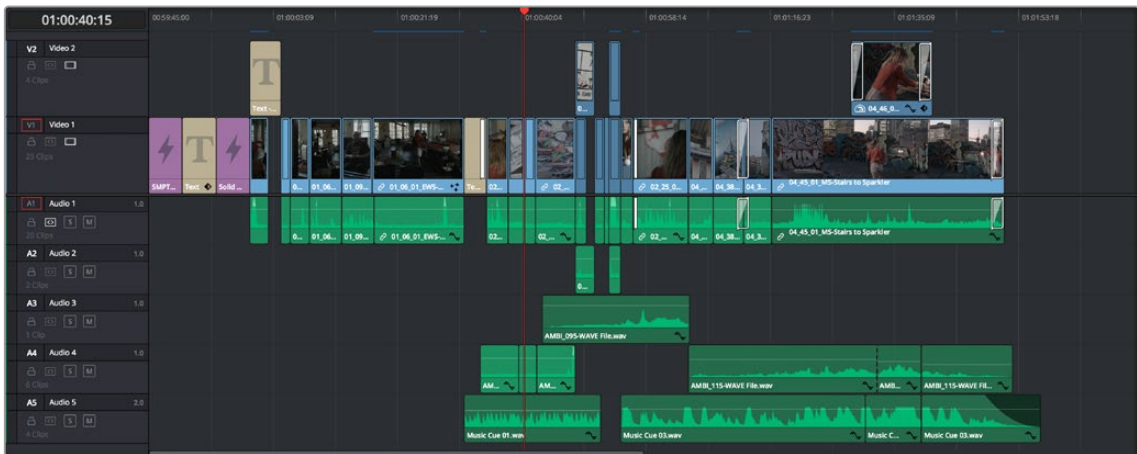 01:00:40:15
00:59:45:00 01:00:03:09 01:00:21:19 01:00:40:04 01:00:58:14 01:01:16:23 01:01:35:09 01:01:53:18
V2 Video 2
4 Clips
Text -...
0...
04_46_0...
V1 Video 1
25 Clips
SMPT... Text Solid ... 0... 01_06... 01_09... 01_06_01_EWS-... Te... 02... 02_... 02_25_0... 04_... 04_38... 04_3... 04_45_01_MS-Stairs to Sparkler
A1 Audio 1 1.0
20 Clips
0... 01_06... 01_09... 01_06_01_EWS-... 02... 02_... 02_... 04_... 04_38... 04_3... 04_45_01_MS-Stairs to Sparkler
A2 Audio 2 1.0
S M
2 Clips
0...
A3 Audio 3 1.0
S M
1 Clip
AMBI_095-WAVE File.wav
A4 Audio 4 1.0
S M
6 Clips
AM... AM... AMBI_115-WAVE File.wav AMB... AMBI_115-WAVE Fil...
A5 Audio 5 2.0
S M
4 Clips
Music Cue 01.wav Music Cue 03.wav Music C... Music Cue 03.wav